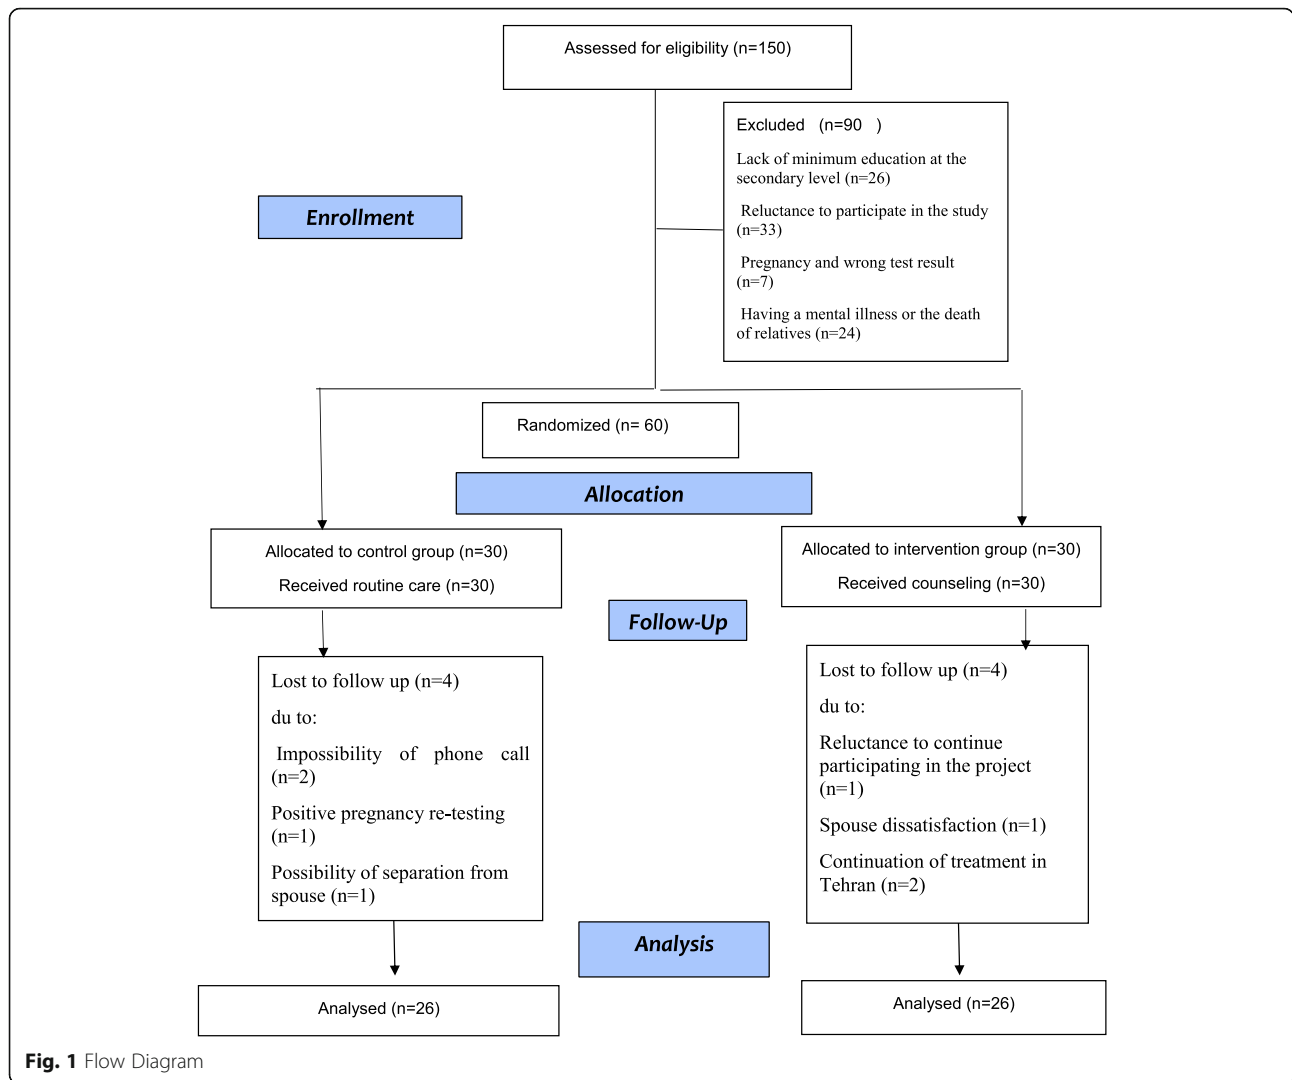 Assessed for eligibility (n=150)
Excluded (n=90 )
Lack of minimum education at the
secondary level (n=26)
Reluctance to participate in the study
(n=33)
Pregnancy and wrong test result
(n=7)
Having a mental illness or the death
of relatives (n=24)
Enrollment
Randomized (n= 60)
Allocation
Allocated to control group (n=30)
Received routine care (n=30)
Allocated to intervention group (n=30)
Received counseling (n=30)
Follow-Up
Lost to follow up (n=4)
du to:
Impossibility of phone call
(n=2)
Positive pregnancy re-testing
(n=1)
Possibility of separation from
spouse (n=1)
Lost to follow up (n=4)
du to:
Reluctance to continue
participating in the project
(n=1)
Spouse dissatisfaction (n=1)
Continuation of treatment in
Tehran (n=2)
Analysis
Analysed (n=26)
Analysed (n=26)
Fig. 1 Flow Diagram